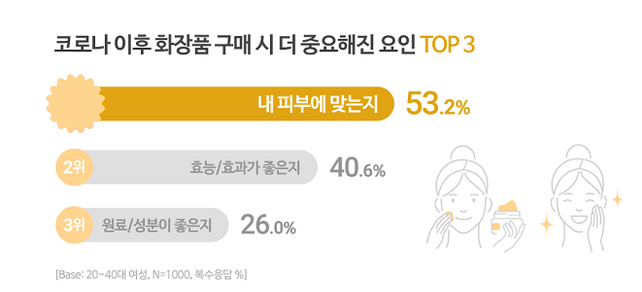 코로나 이후 화장품 구매 시 더 중요해진 요인 TOP 3
내 피부에 맞는지 53.2%
2위 효능/효과가 좋은지 40.6%
3위 원료/성분이 좋은지 26.0%
[Base: 20~40대 여성, N=1000, 복수응답 %]